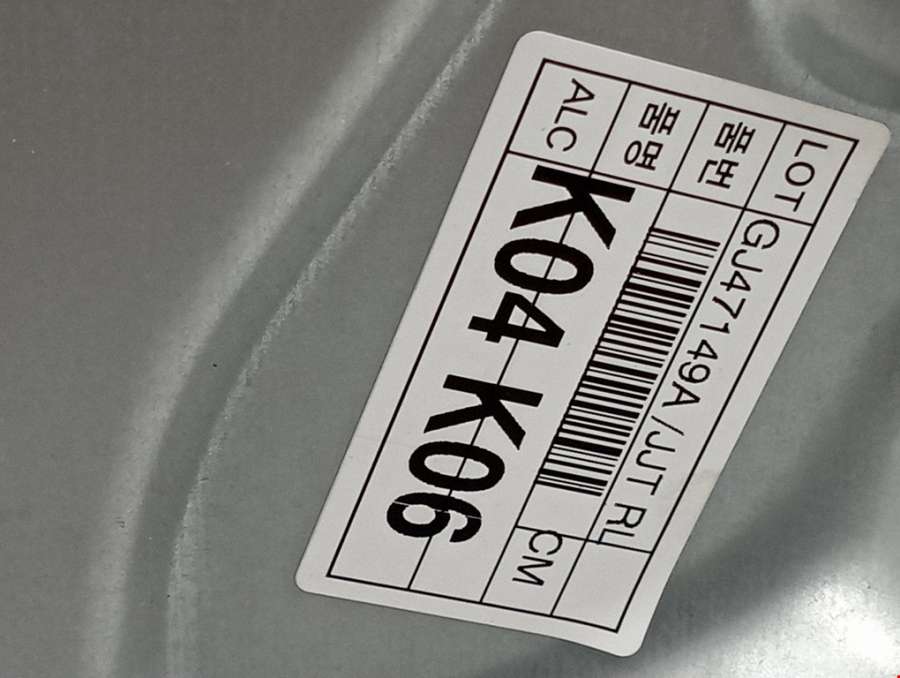 LOT
품번 GJ47149A /JJT RL
품명 CM
ALC K04 K06